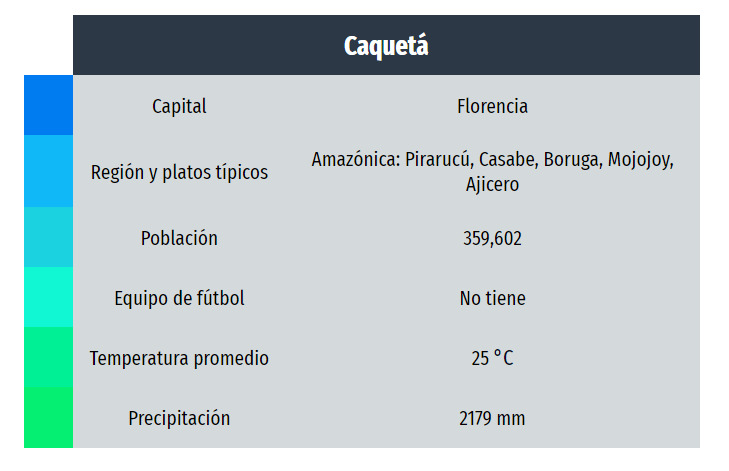 Caquetá
Capital
Florencia
Región y platos típicos
Amazónica: Pirarucú, Casabe, Boruga, Mojojoy,
Ajicero
Población
359,602
Equipo de fútbol
No tiene
Temperatura promedio
25 °C
Precipitación
2179 mm